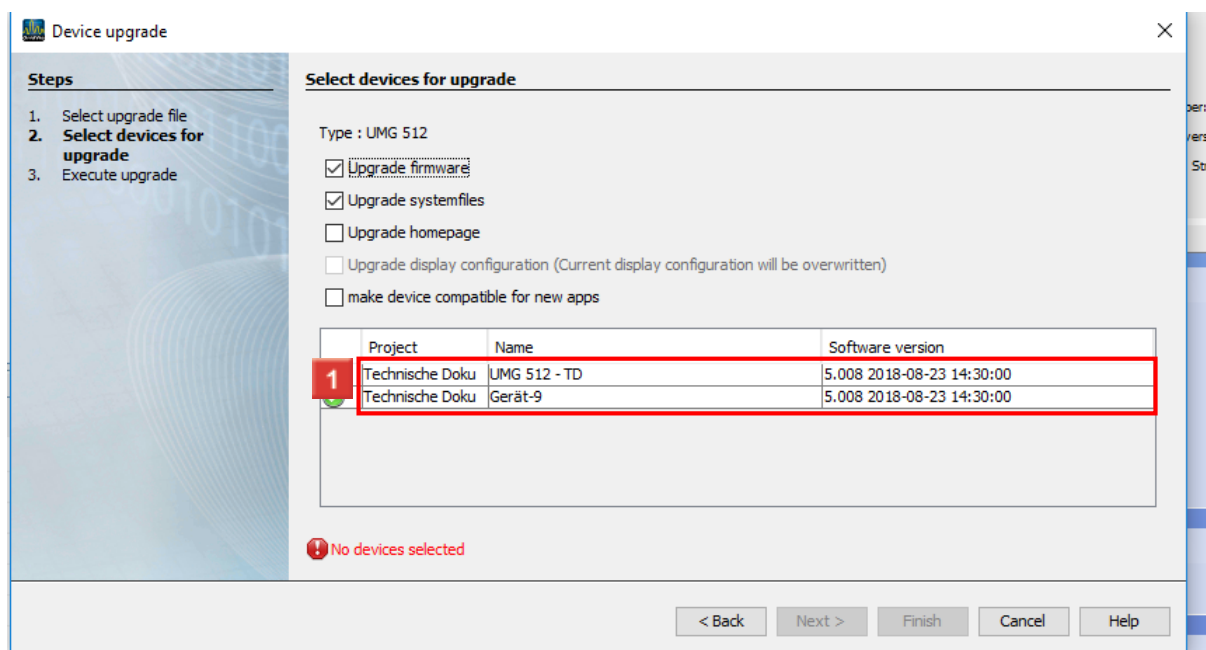 Device upgrade
Steps
1. Select upgrade file
2. Select devices for
upgrade
3. Execute upgrade
Select devices for upgrade
Type : UMG 512
Upgrade firmware
Upgrade systemfiles
Upgrade homepage
Upgrade display configuration (Current display configuration will be overwritten)
make device compatible for new apps
Project Name Software version
1
Technische Doku UMG 512 - TD 5.008 2018-08-23 14:30:00
Technische Doku Gerät-9 5.008 2018-08-23 14:30:00
No devices selected
< Back Next > Finish Cancel Help